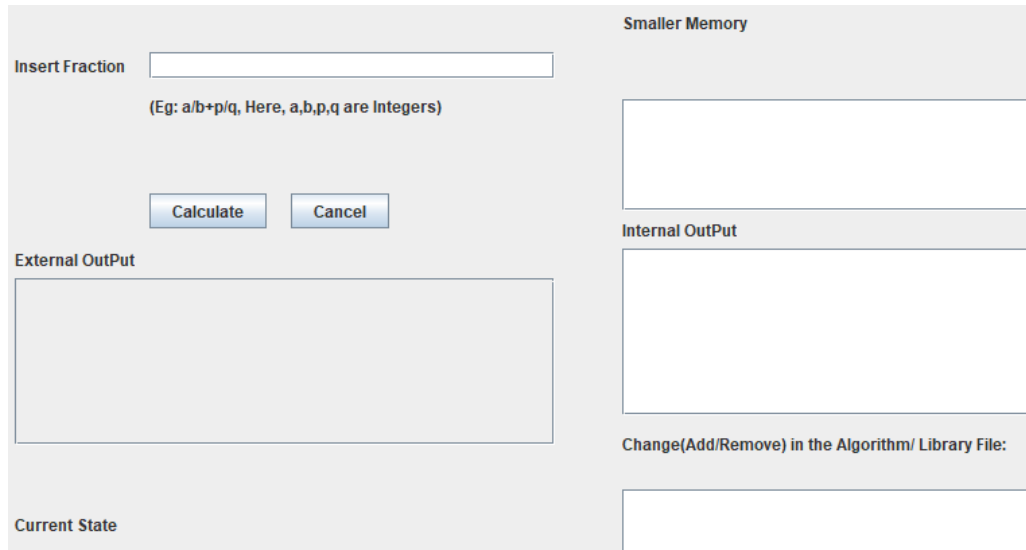 Smaller Memory
Insert Fraction
(Eg: a/b+p/q, Here, a,b,p,q are Integers)
Calculate
Cancel
Internal OutPut
External OutPut
Change(Add/Remove) in the Algorithm/ Library File:
Current State